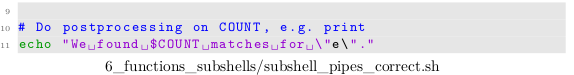 9
10 # Do postprocessing on COUNT, e.g. print
11 echo "We␣found␣$COUNT␣matches␣for␣\"e\"."
6_functions_subshells/subshell_pipes_correct.sh